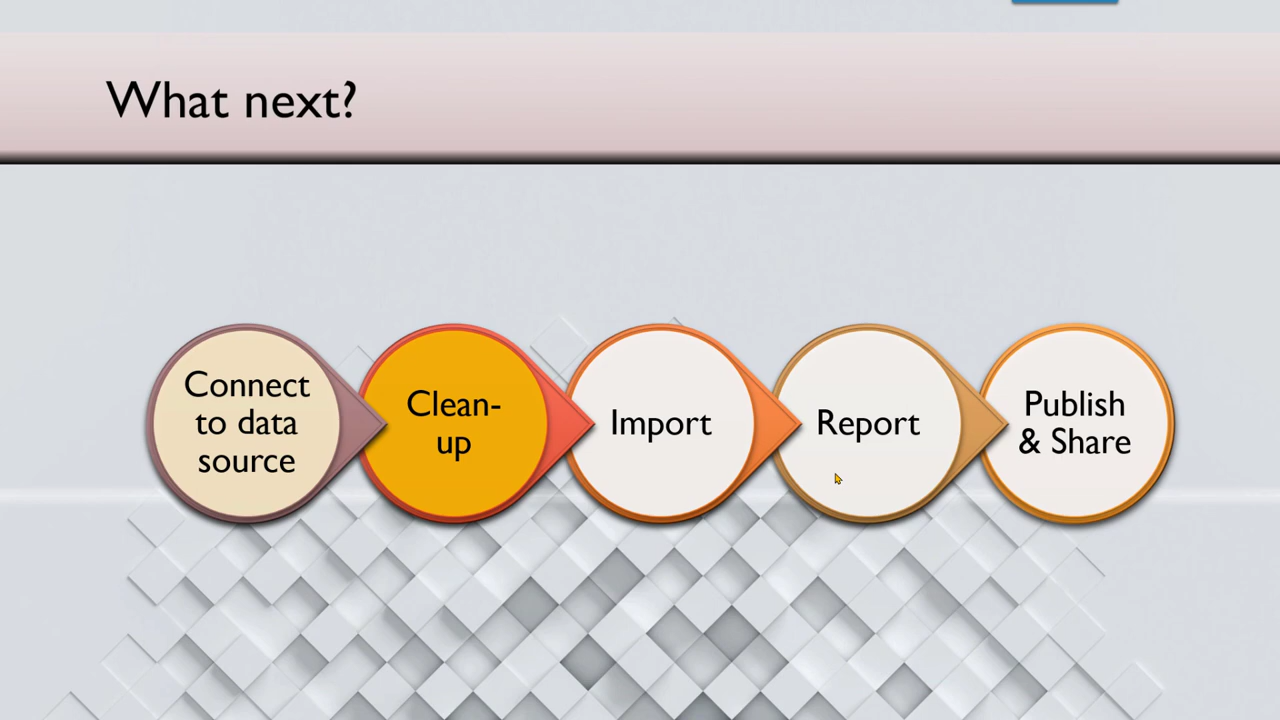 What next?
Connect
to data
source
Clean-
up
Import
Report
Publish
& Share